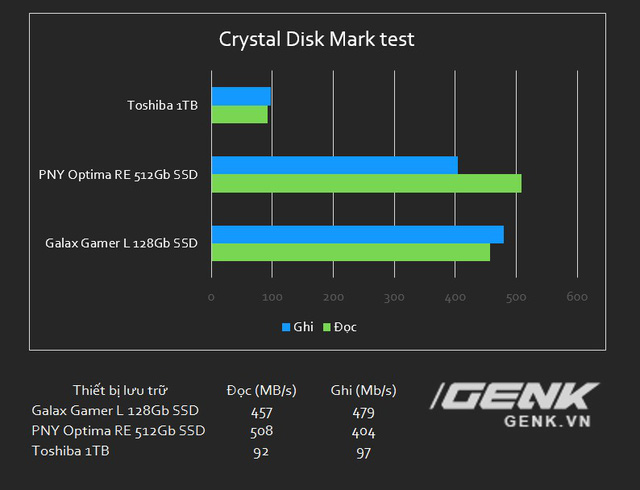 Crystal Disk Mark test
Toshiba 1TB
PNY Optima RE 512Gb SSD
Galax Gamer L 128Gb SSD
0 100 200 300 400 500 600
Ghi Đọc
Thiết bị lưu trữ Đọc (MB/s) Ghi (Mb/s)
Galax Gamer L 128Gb SSD 457 479
PNY Optima RE 512Gb SSD 508 404
Toshiba 1TB 92 97
GENK
GENK.VN